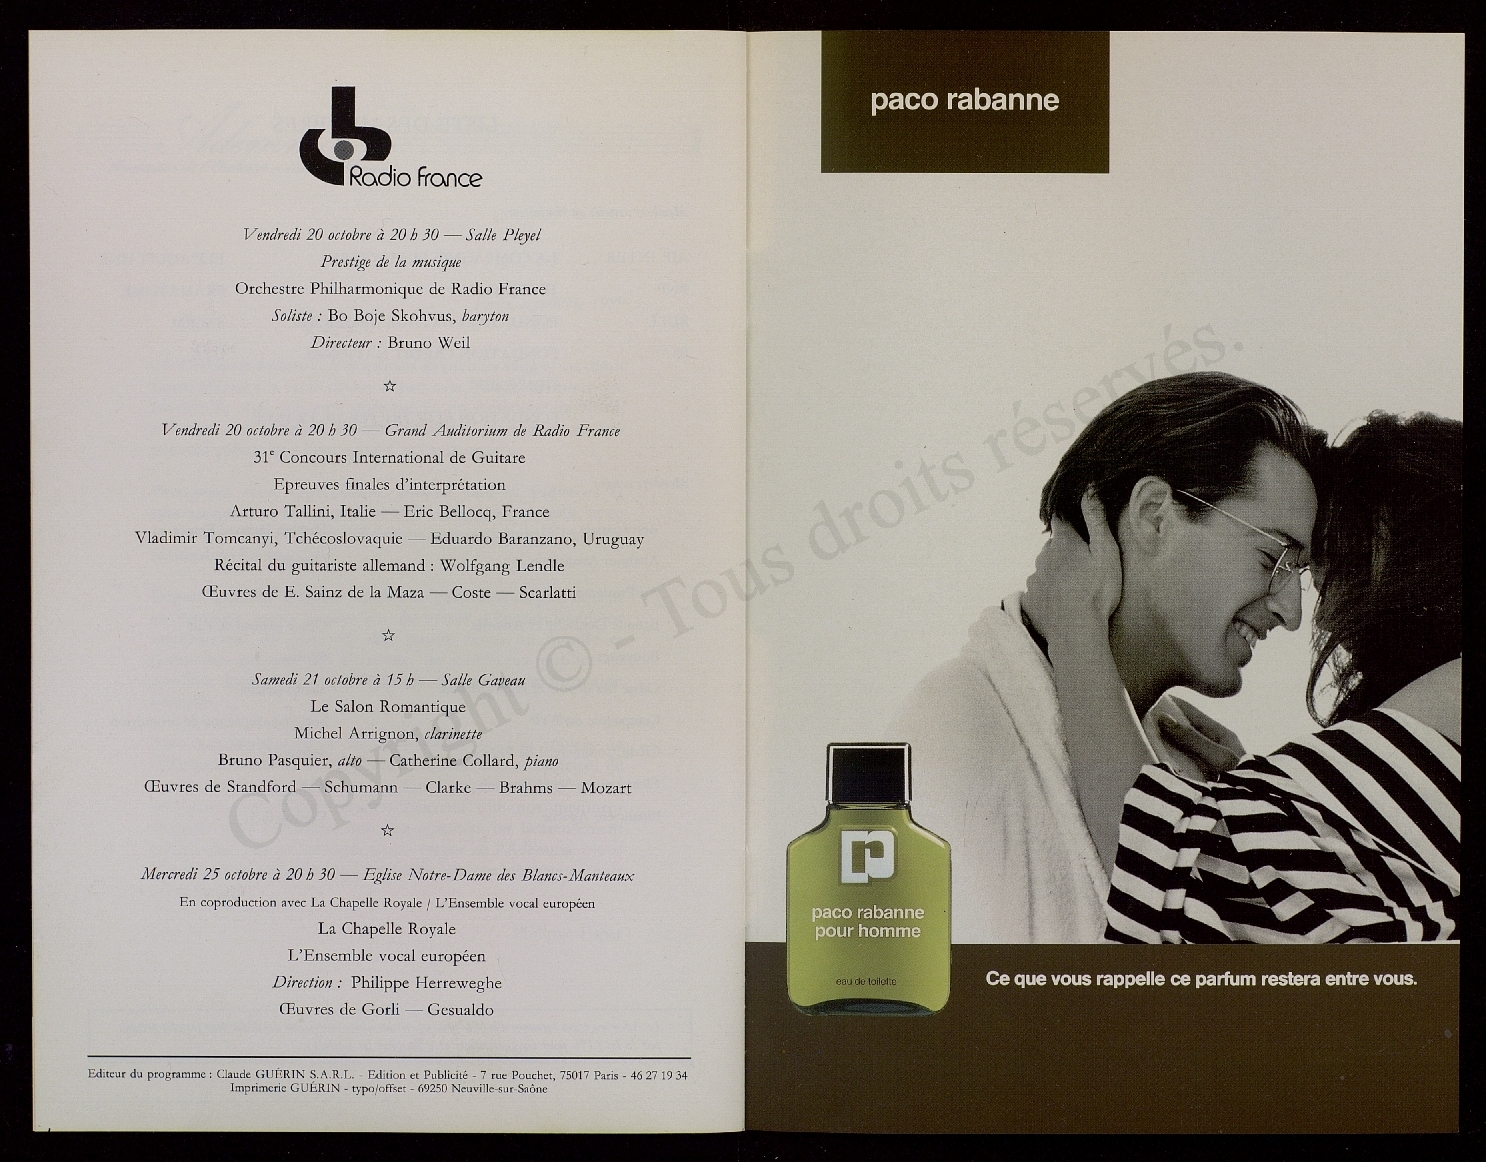 Radio france
Vendredi 20 octobre à 20 h 30 — Salle Pleyel
Prestige de la musique
Orchestre Philharmonique de Radio France
Soliste : Bo Boje Skohvus, baryton
Directeur : Bruno Weil
☆
Vendredi 20 octobre à 20 h 30 — Grand Auditorium de Radio France
31e Concours International de Guitare
Epreuves finales d'interprétation
Arturo Tallini, Italie — Eric Bellocq, France
Vladimir Tomcanyi, Tchécoslovaquie — Eduardo Baranzano, Uruguay
Récital du guitariste allemand : Wolfgang Lendle
Œuvres de E. Sainz de la Maza — Coste — Scarlatti
☆
Samedi 21 octobre à 15 h — Salle Gaveau
Le Salon Romantique
Michel Arrignon, clarinette
Bruno Pasquier, alto — Catherine Collard, piano
Œuvres de Standford — Schumann — Clarke — Brahms — Mozart
☆
Mercredi 25 octobre à 20 h 30 — Eglise Notre-Dame des Blancs-Manteaux
En coproduction avec La Chapelle Royale / L'Ensemble vocal européen
La Chapelle Royale
L'Ensemble vocal européen
Direction : Philippe Herreweghe
Œuvres de Gorli — Gesualdo
Editeur du programme : Claude GUÉRIN S.A.R.L. - Edition et Publicité - 7 rue Pouchet, 75017 Paris - 46 27 19 34
Imprimerie GUÉRIN - typo/offset - 69250 Neuville-sur-Saône
paco rabanne
paco rabanne
pour homme
eau de toilette
Ce que vous rappelle ce parfum restera entre vous.
Copyright © - Tous droits réservés.